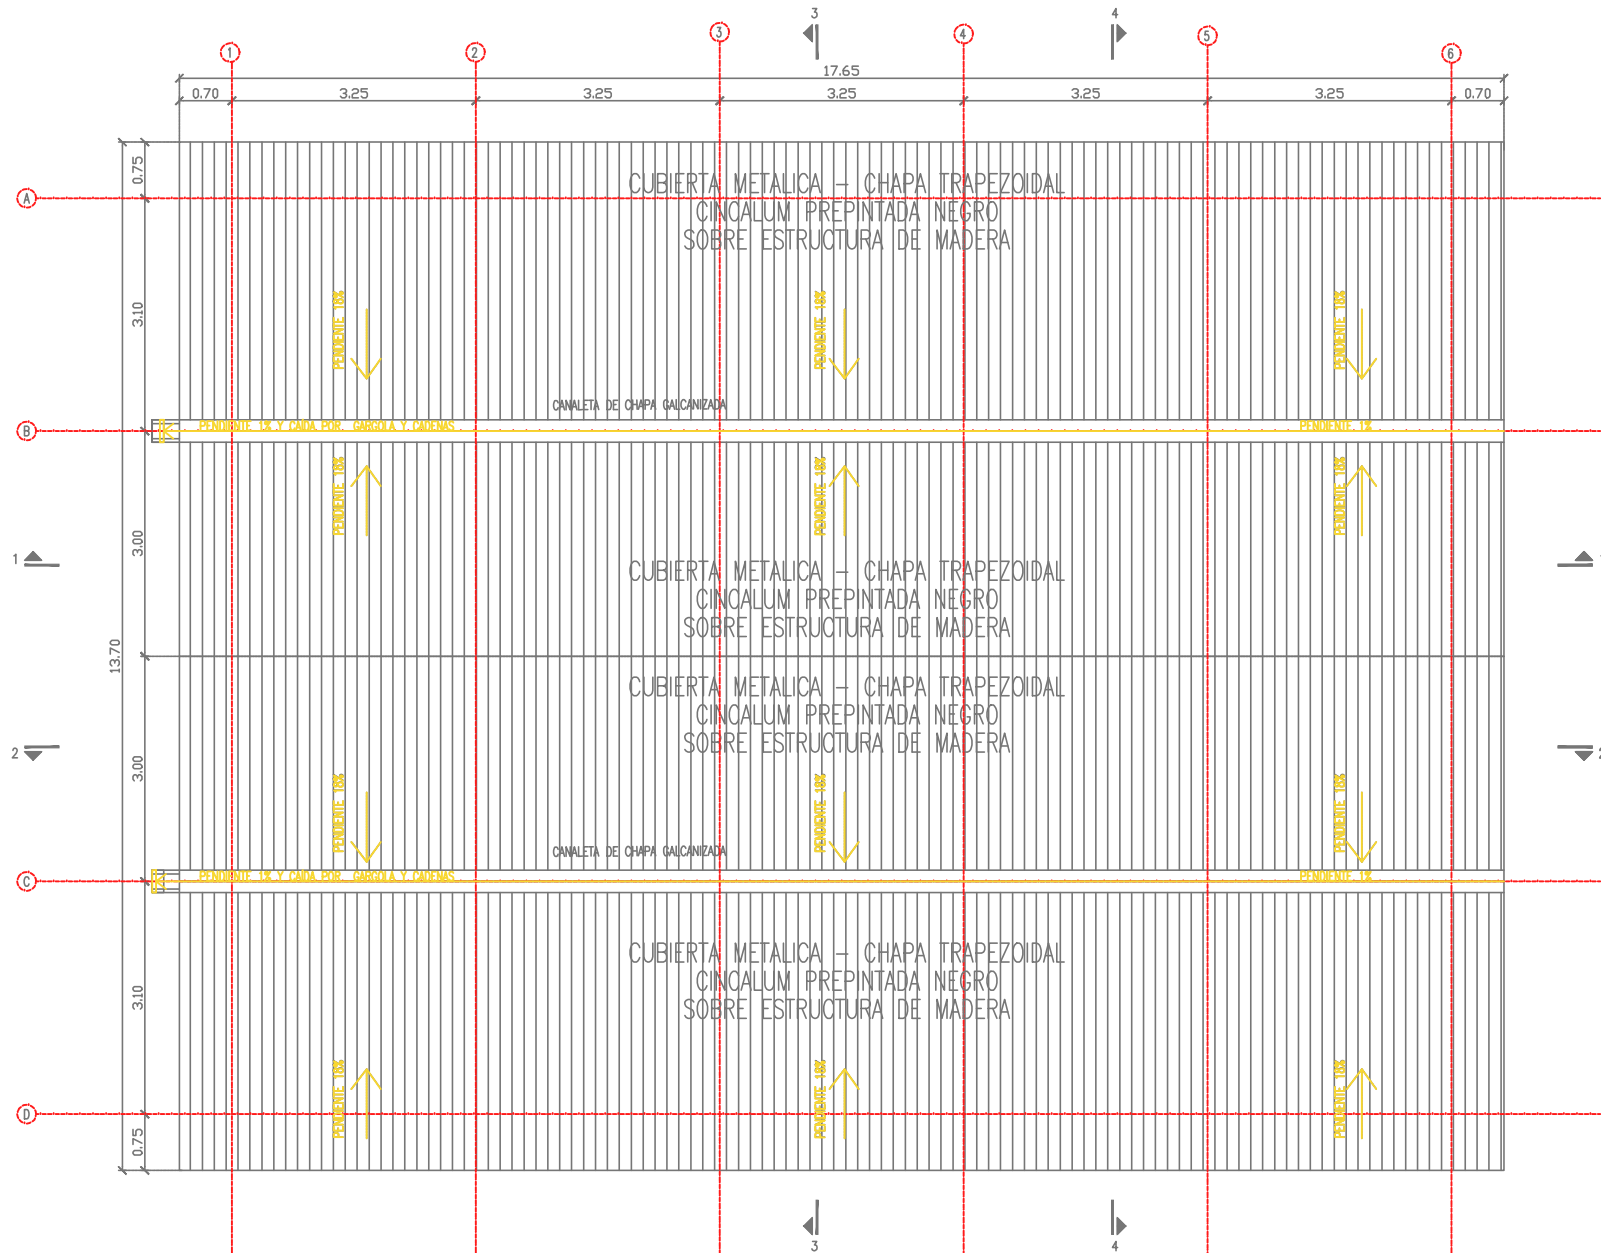 3
4
1
2
3
4
5
6
17.65
0.70
3.25
3.25
3.25
3.25
3.25
0.70
0.75
A
CUBIERTA METALICA - CHAPA TRAPEZOIDAL
CINCALUM PREPINTADA NEGRO
SOBRE ESTRUCTURA DE MADERA
3.10
PENDIENTE 18%
PENDIENTE 18%
PENDIENTE 18%
CANALETA DE CHAPA GALCANIZADA
B
PENDIENTE 1% Y CAIDA POR GARGOLA Y CADENAS
PENDIENTE 1%
PENDIENTE 18%
PENDIENTE 18%
PENDIENTE 18%
3.00
1
CUBIERTA METALICA - CHAPA TRAPEZOIDAL
CINCALUM PREPINTADA NEGRO
SOBRE ESTRUCTURA DE MADERA
13.70
CUBIERTA METALICA - CHAPA TRAPEZOIDAL
CINCALUM PREPINTADA NEGRO
SOBRE ESTRUCTURA DE MADERA
2
2
3.00
PENDIENTE 18%
PENDIENTE 18%
PENDIENTE 18%
CANALETA DE CHAPA GALCANIZADA
C
PENDIENTE 1% Y CAIDA POR GARGOLA Y CADENAS
PENDIENTE 1%
CUBIERTA METALICA - CHAPA TRAPEZOIDAL
CINCALUM PREPINTADA NEGRO
SOBRE ESTRUCTURA DE MADERA
3.10
PENDIENTE 18%
PENDIENTE 18%
PENDIENTE 18%
D
0.75
3
4